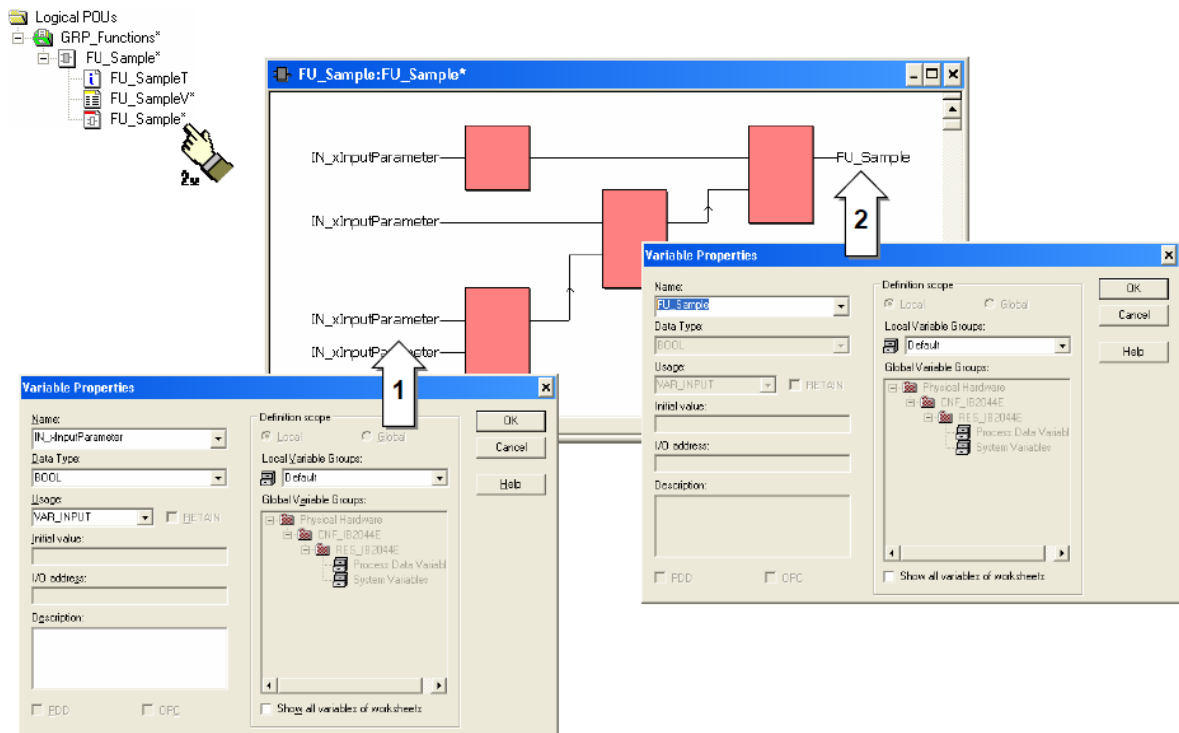 Logical POUs
GRP_Functions*
FU_Sample*
FU_SampleT
FU_SampleV*
FU_Sample*
2x
FU_Sample:FU_Sample*
IN_xInputParameter
FU_Sample
IN_xInputParameter
IN_xInputParameter
IN_xInputParameter
1
2
Variable Properties
Name:
FU_Sample
Data Type:
BOOL
Usage:
VAR_INPUT
RETAIN
Initial value:
I/O address:
Description:
PDD
OPC
Definition scope
Local
Global
Local Variable Groups:
Default
Global Variable Groups:
Physical Hardware
CNF_IB2044E
RES_IB2044E
Process Data Variabl
System Variables
Show all variables of worksheets
OK
Cancel
Help
Variable Properties
Name:
IN_xInputParameter
Data Type:
BOOL
Usage:
VAR_INPUT
RETAIN
Initial value:
I/O address:
Description:
PDD
OPC
Definition scope
Local
Global
Local Variable Groups:
Default
Global Variable Groups:
Physical Hardware
CNF_IB2044E
RES_IB2044E
Process Data Variabl
System Variables
Show all variables of worksheets
OK
Cancel
Help